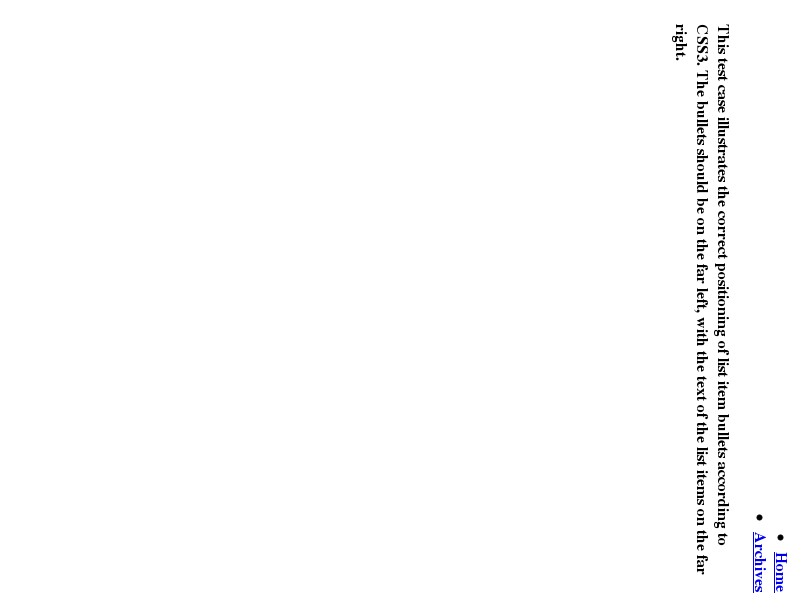 Home
Archives
This test case illustrates the correct positioning of list item bullets according to
CSS3. The bullets should be on the far left, with the text of the list items on the far
right.